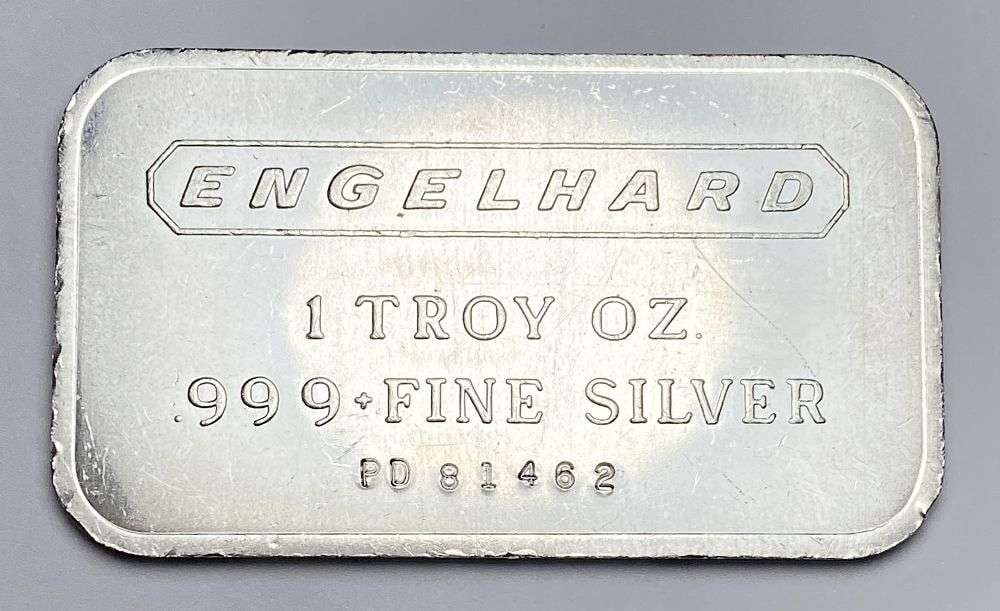 ENGELHARD
1 TROY OZ.
.999+ FINE SILVER
PD 81462